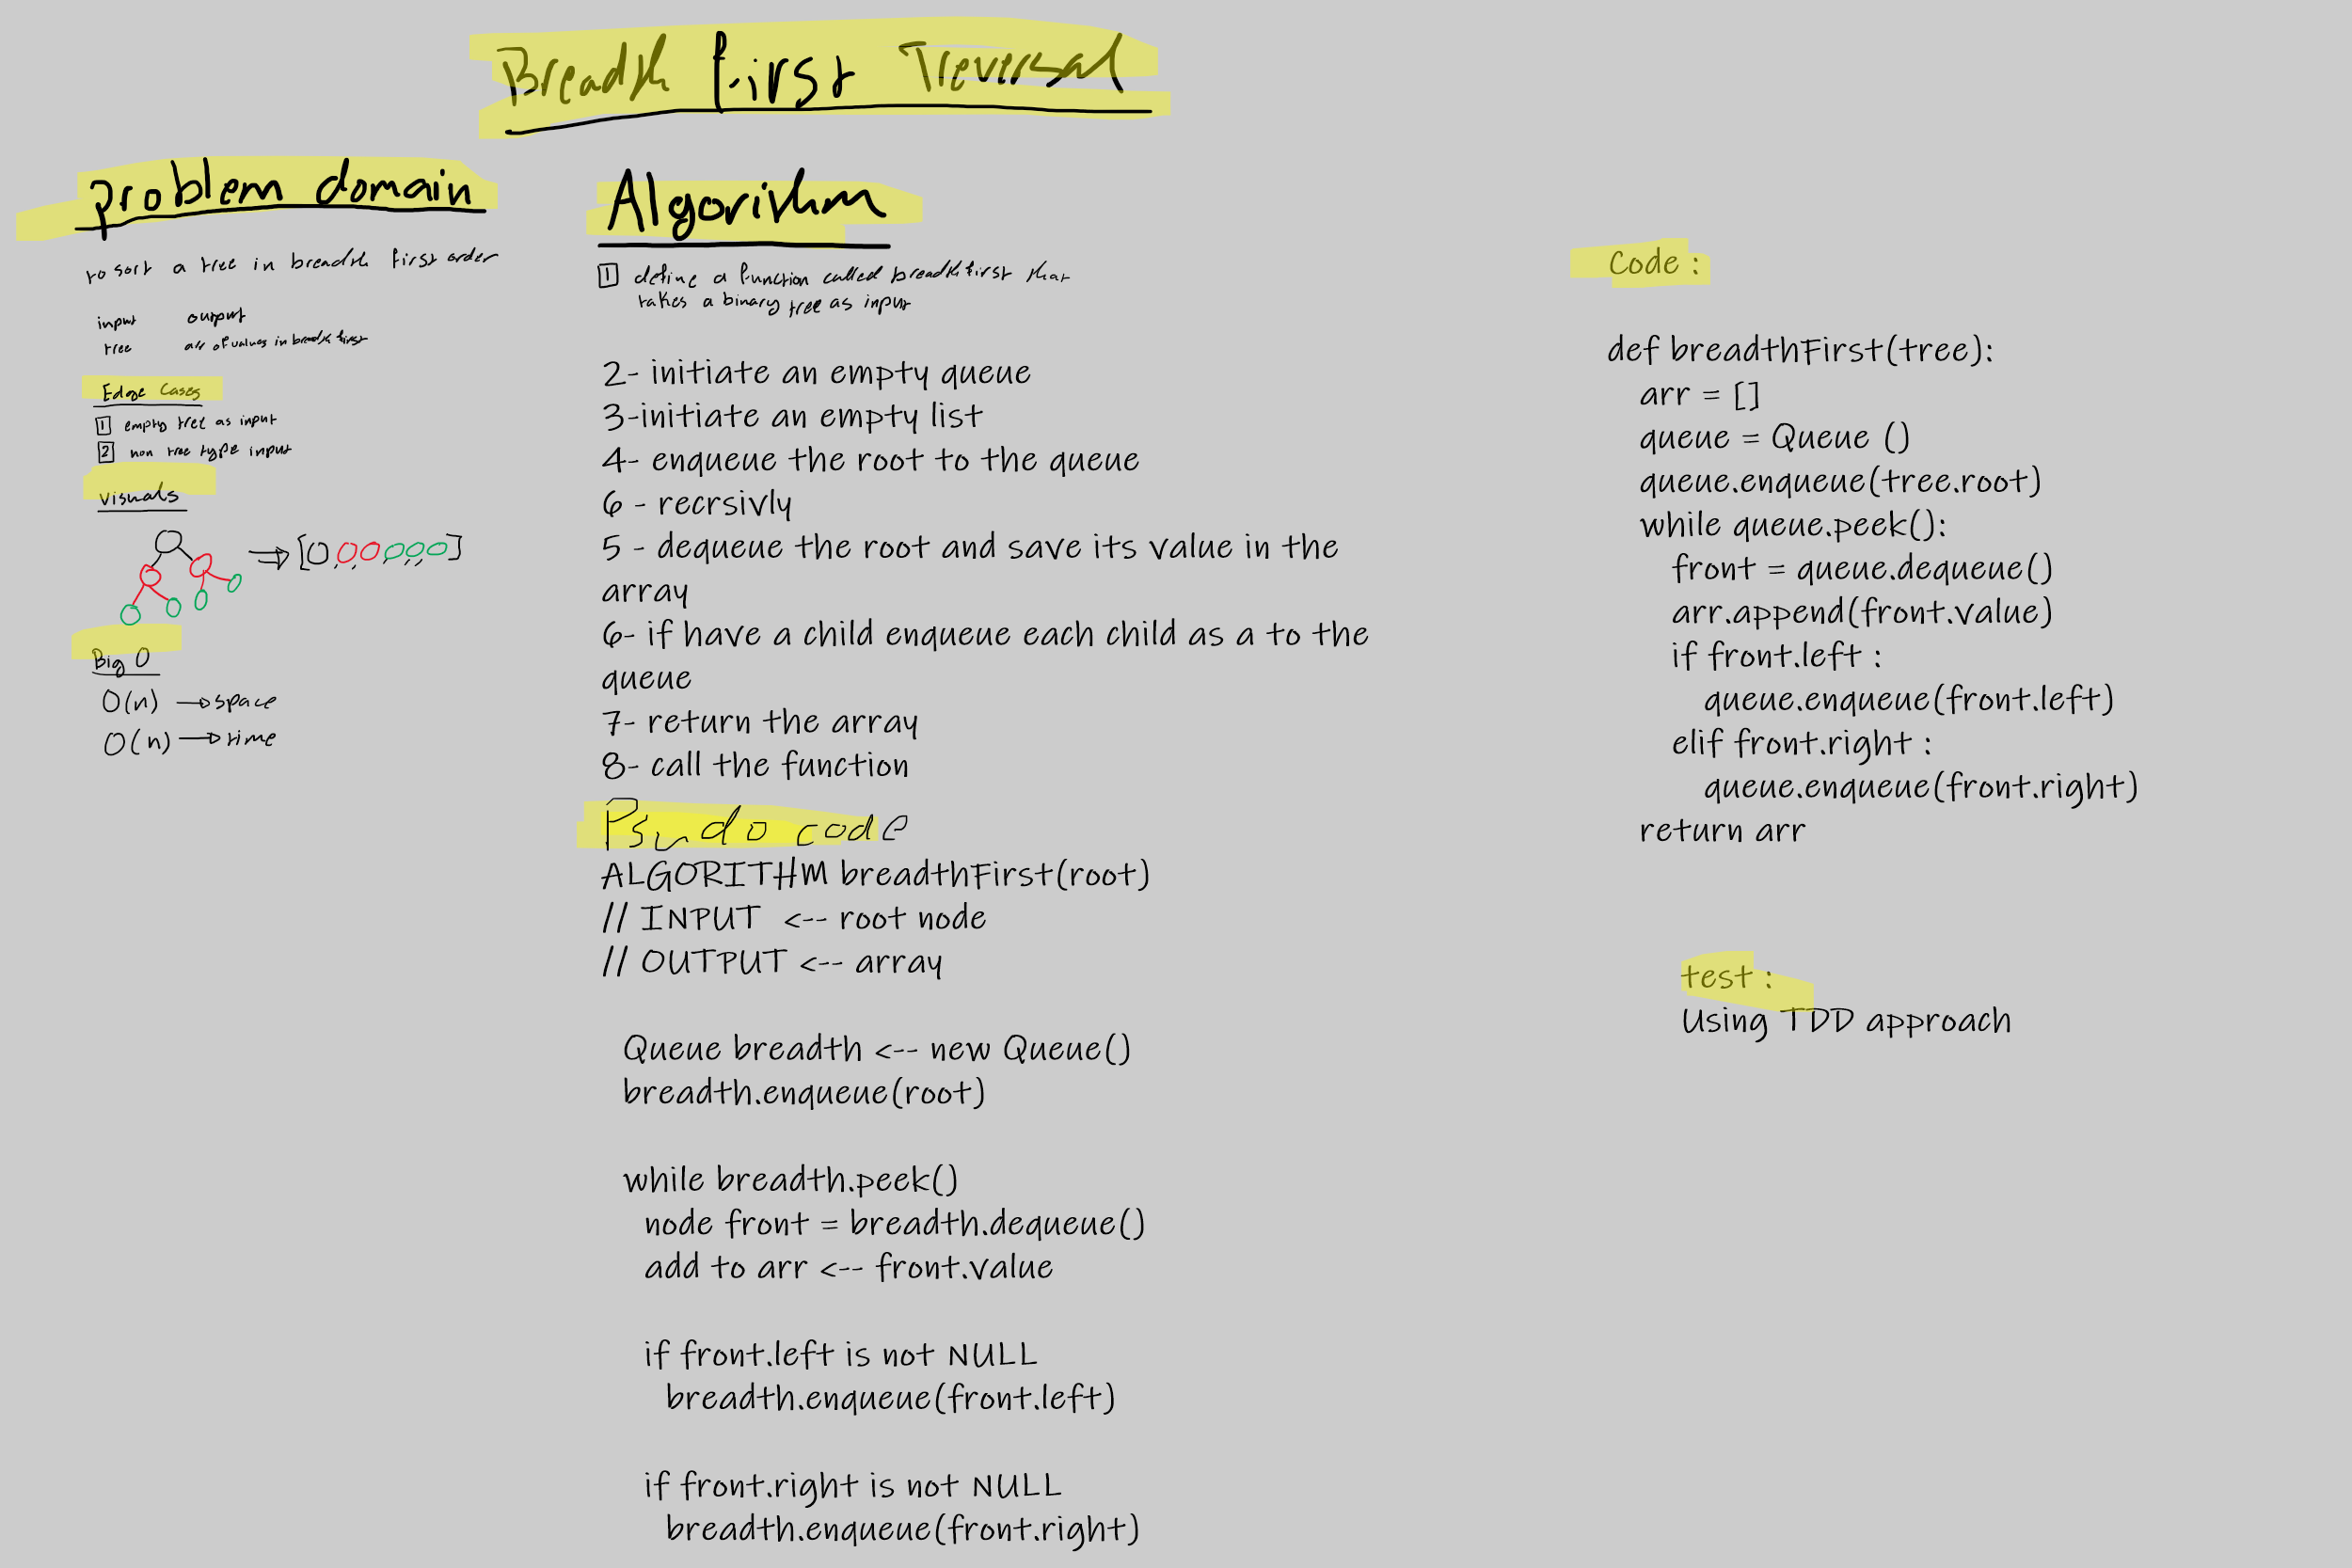 Breadth first Treversal
problem domain
to sort a tree in breadth first order
input output
tree arr of values in breadth first
Edge Cases
1 empty tree as input
2 non tree type input
visuals
[0,0,0,0,0,0]
Big O
O(n) → space
O(n) → time
Algorithm
1 define a function called breadthfirst that
takes a binary tree as input
2- initiate an empty queue
3-initiate an empty list
4- enqueue the root to the queue
6 - recrsivly
5 - dequeue the root and save its value in the
array
6- if have a child enqueue each child as a to the
queue
7- return the array
8- call the function
Psudo code
ALGORITHM breadthFirst(root)
// INPUT <-- root node
// OUTPUT <-- array
Queue breadth <-- new Queue()
breadth.enqueue(root)
while breadth.peek()
node front = breadth.dequeue()
add to arr <-- front.value
if front.left is not NULL
breadth.enqueue(front.left)
if front.right is not NULL
breadth.enqueue(front.right)
Code :
def breadthFirst(tree):
arr = []
queue = Queue ()
queue.enqueue(tree.root)
while queue.peek():
front = queue.dequeue()
arr.append(front.value)
if front.left :
queue.enqueue(front.left)
elif front.right :
queue.enqueue(front.right)
return arr
test :
Using TDD approach